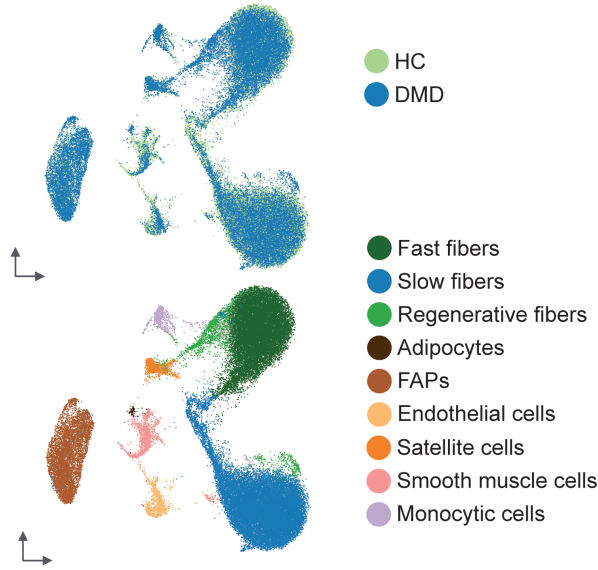 HC
DMD
Fast fibers
Slow fibers
Regenerative fibers
Adipocytes
FAPs
Endothelial cells
Satellite cells
Smooth muscle cells
Monocytic cells